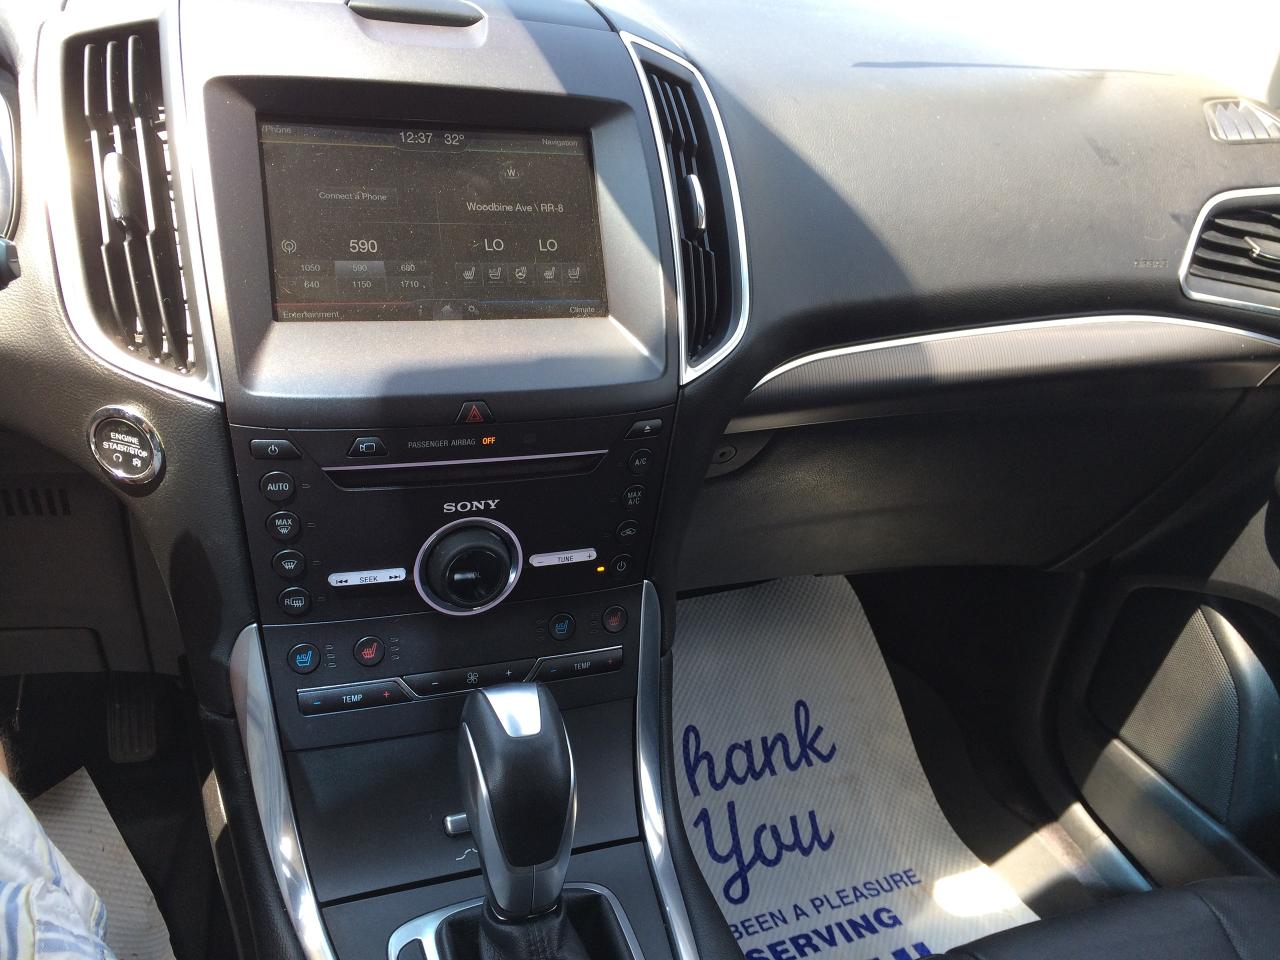 /Phone
12:37 32°
Navigation
W
Connect a Phone
Woodbine Ave \ RR-8
590
LO LO
1050 590 680
640 1150 1710
Entertainment
Climate
ENGINE
START/STOP
PASSENGER AIRBAG OFF
AUTO
A/C
MAX
MAX
A/C
SONY
SEEK
VOL
- TUNE +
R
A/C
A/C
- TEMP +
- +
- TEMP +
hank
You
BEEN A PLEASURE
SERVING